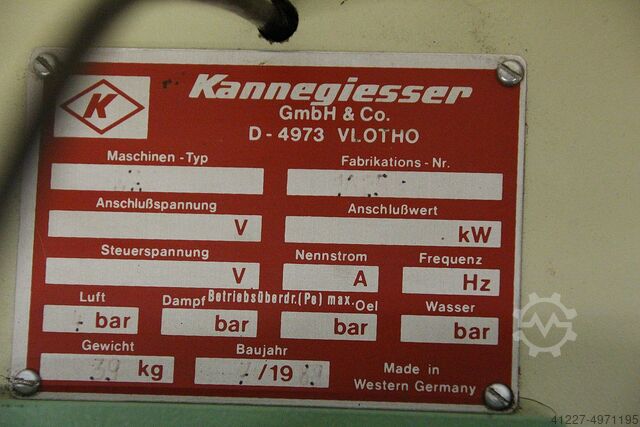 K
Kannegiesser
GmbH & Co.
D-4973 VLOTHO
Maschinen-Typ
Fabrikations-Nr.
Anschlußspannung
Anschlußwert
V
kW
Steuerspannung
Nennstrom
Frequenz
V
A
Hz
Luft
Dampf
Betriebsüberdr.(Pe) max.
Oel
Wasser
bar
bar
bar
bar
Gewicht
Baujahr
kg
/19
Made in
Western Germany
41227-4971195